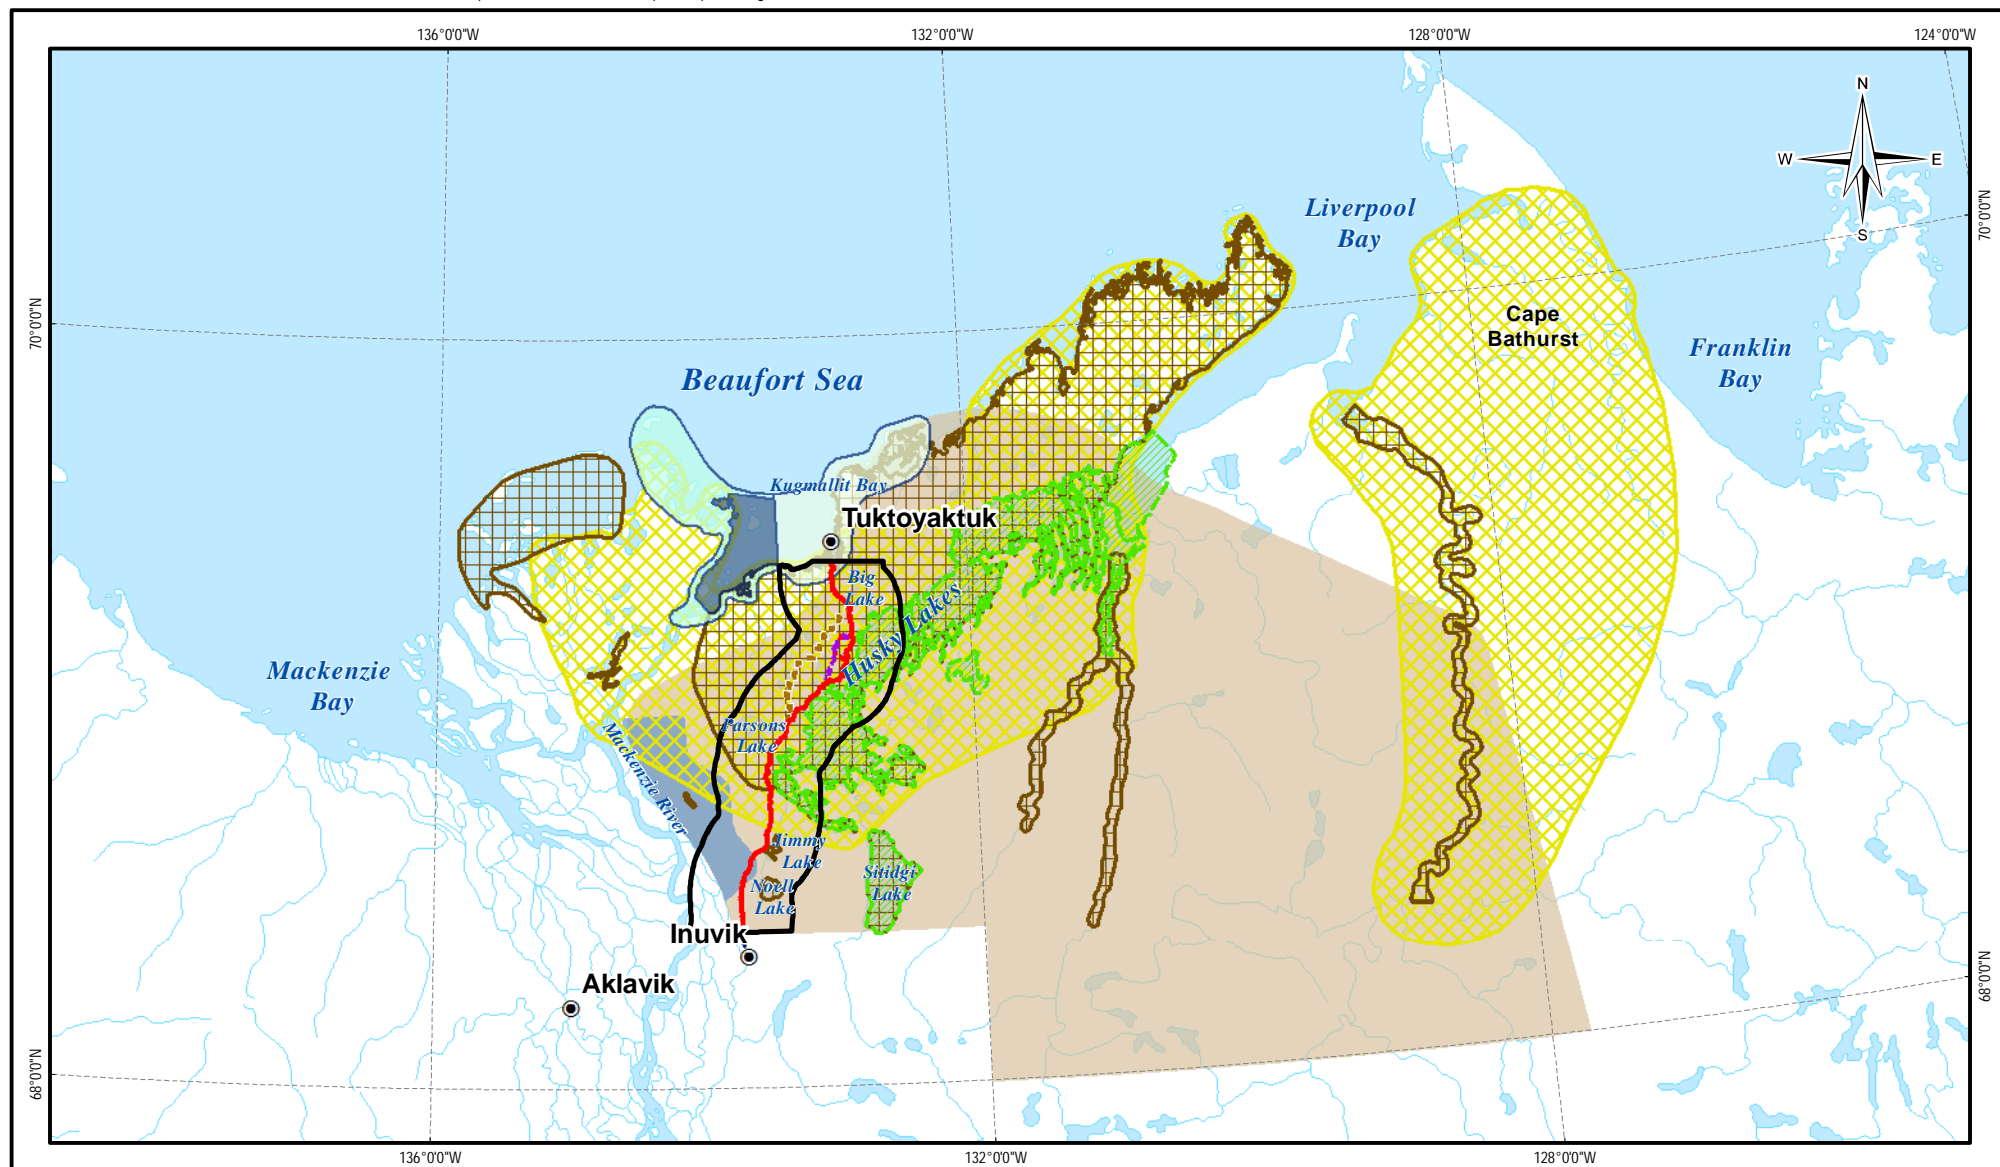 136°0'0"W
132°0'0"W
128°0'0"W
124°0'0"W
N
W
E
S
Liverpool
Bay
70°0'0"N
70°0'0"N
Cape
Bathurst
Franklin
Bay
Beaufort Sea
Kugmallit Bay
Tuktoyaktuk
Big
Lake
Husky Lakes
Mackenzie
Bay
Parsons
Lake
Mackenzie River
Jimmy
Lake
Sitidgi
Lake
Noell
Lake
Inuvik
Aklavik
68°0'0"N
68°0'0"N
136°0'0"W
132°0'0"W
128°0'0"W